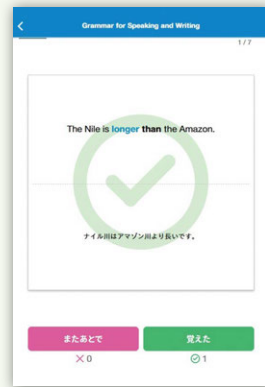 Grammar for Speaking and Writing
1 / 7
The Nile is longer than the Amazon.
ナイル川はアマゾン川より長いです。
またあとで
覚えた
0
1